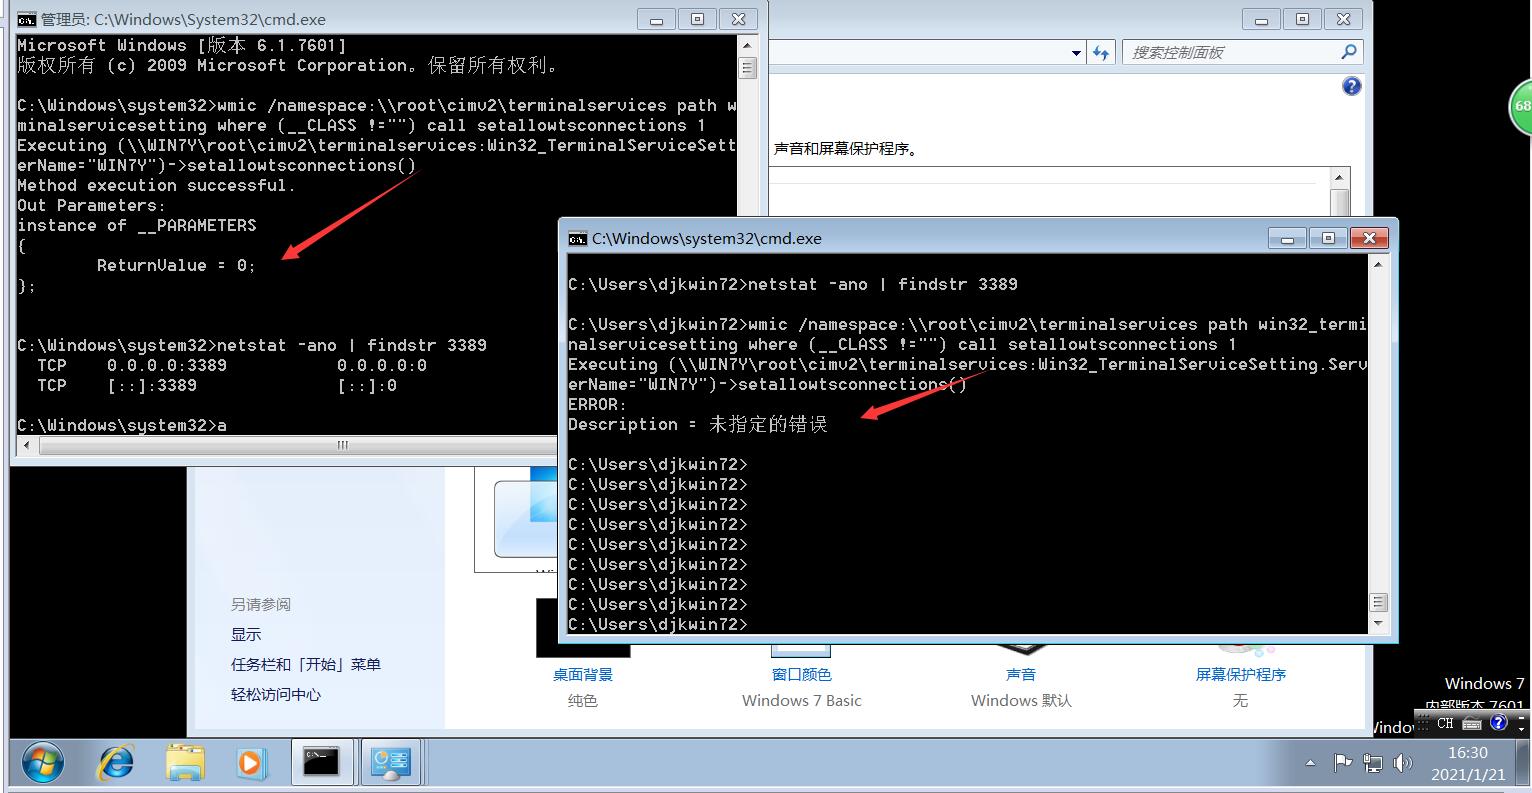 管理员: C:\Windows\System32\cmd.exe
Microsoft Windows [版本 6.1.7601]
版权所有 (c) 2009 Microsoft Corporation。保留所有权利。
C:\Windows\system32>wmic /namespace:\\root\cimv2\terminalservices path w
minalservicesetting where (__CLASS !="") call setallowtsconnections 1
Executing (\\WIN7Y\root\cimv2\terminalservices:Win32_TerminalServiceSett
erName="WIN7Y")->setallowtsconnections()
Method execution successful.
Out Parameters:
instance of __PARAMETERS
{
ReturnValue = 0;
};
C:\Windows\system32>netstat -ano | findstr 3389
TCP 0.0.0.0:3389 0.0.0.0:0
TCP [::]:3389 [::]:0
C:\Windows\system32>a
搜索控制面板
68
声音和屏幕保护程序。
C:\Windows\system32\cmd.exe
C:\Users\djkwin72>netstat -ano | findstr 3389
C:\Users\djkwin72>wmic /namespace:\\root\cimv2\terminalservices path win32_termi
nalservicesetting where (__CLASS !="") call setallowtsconnections 1
Executing (\\WIN7Y\root\cimv2\terminalservices:Win32_TerminalServiceSetting.Serv
erName="WIN7Y")->setallowtsconnections()
ERROR:
Description = 未指定的错误
C:\Users\djkwin72>
C:\Users\djkwin72>
C:\Users\djkwin72>
C:\Users\djkwin72>
C:\Users\djkwin72>
C:\Users\djkwin72>
C:\Users\djkwin72>
C:\Users\djkwin72>
C:\Users\djkwin72>
另请参阅
显示
任务栏和「开始」菜单
轻松访问中心
桌面背景
纯色
窗口颜色
Windows 7 Basic
声音
Windows 默认
屏幕保护程序
无
Windows 7
内部版本 7601
CH
16:30
2021/1/21